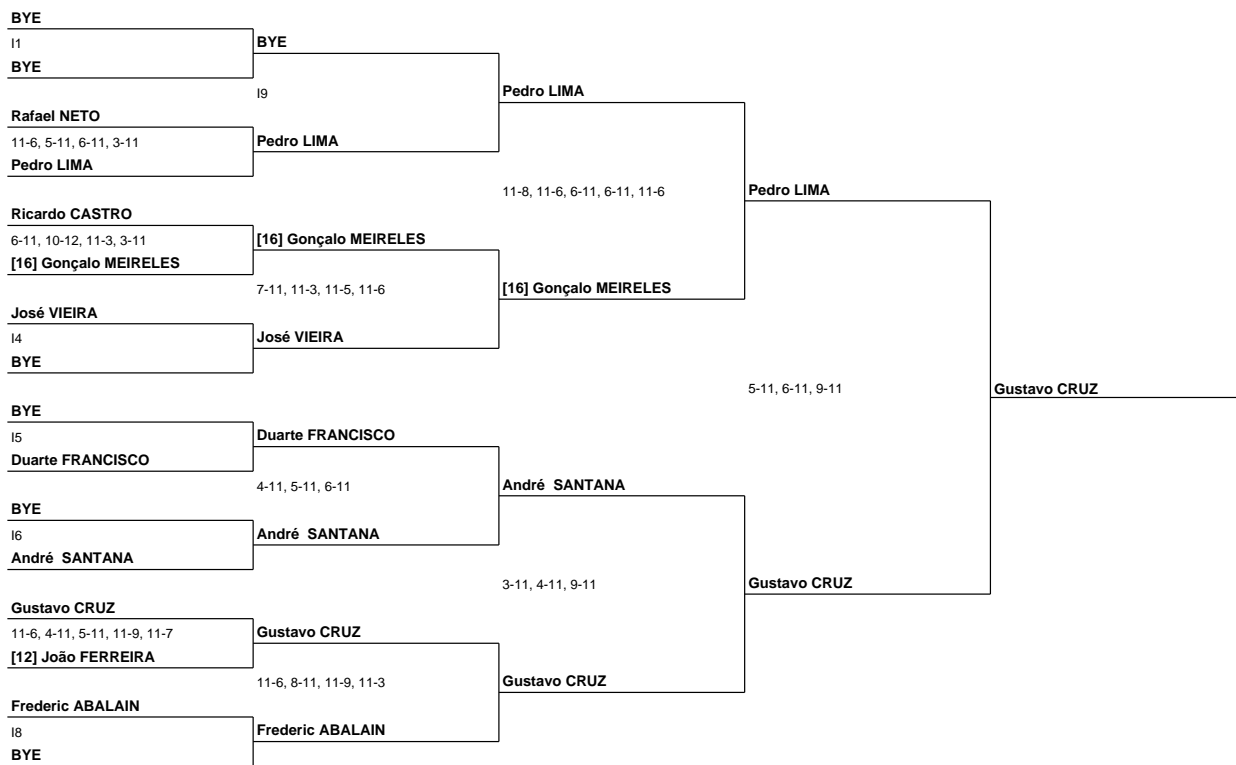 BYE
I1
BYE
BYE
I9
Pedro LIMA
Rafael NETO
11-6, 5-11, 6-11, 3-11
Pedro LIMA
Pedro LIMA
11-8, 11-6, 6-11, 6-11, 11-6
Pedro LIMA
Ricardo CASTRO
6-11, 10-12, 11-3, 3-11
[16] Gonçalo MEIRELES
[16] Gonçalo MEIRELES
7-11, 11-3, 11-5, 11-6
[16] Gonçalo MEIRELES
José VIEIRA
I4
BYE
José VIEIRA
5-11, 6-11, 9-11
Gustavo CRUZ
BYE
I5
Duarte FRANCISCO
Duarte FRANCISCO
4-11, 5-11, 6-11
André  SANTANA
BYE
I6
André  SANTANA
André  SANTANA
3-11, 4-11, 9-11
Gustavo CRUZ
Gustavo CRUZ
11-6, 4-11, 5-11, 11-9, 11-7
[12] João FERREIRA
Gustavo CRUZ
11-6, 8-11, 11-9, 11-3
Gustavo CRUZ
Frederic ABALAIN
I8
BYE
Frederic ABALAIN